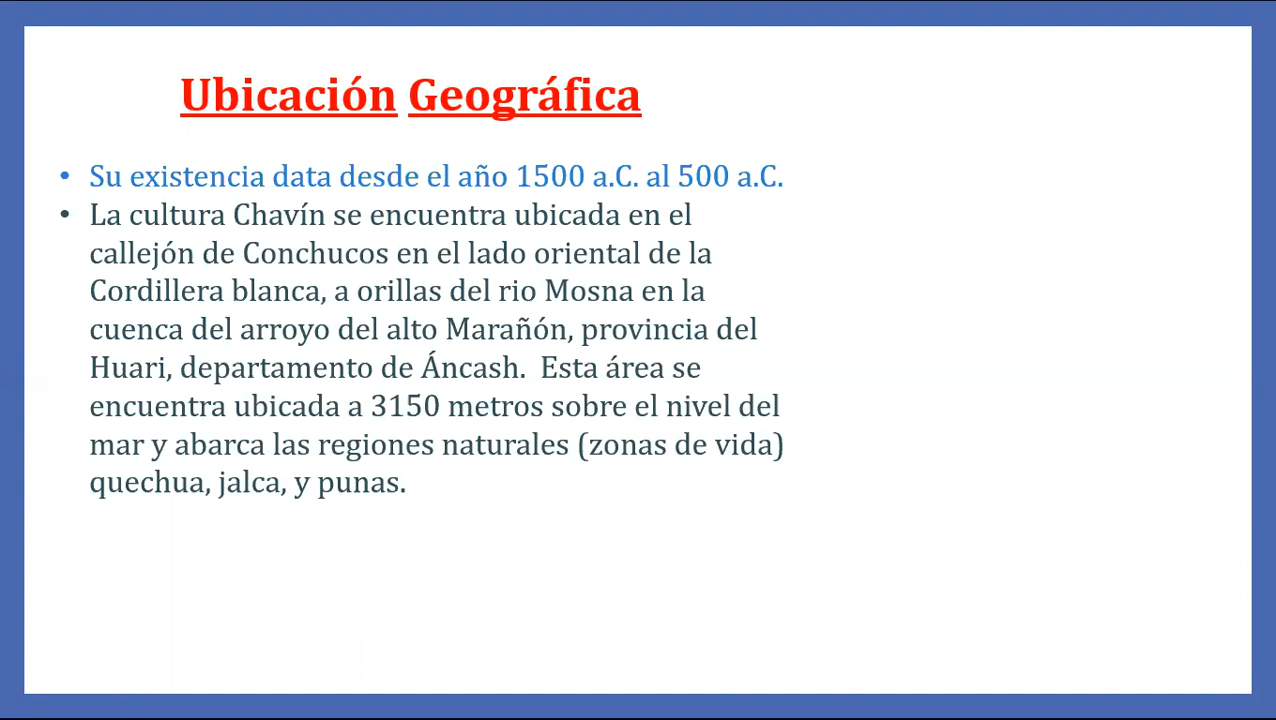 Ubicación Geográfica
• Su existencia data desde el año 1500 a.C. al 500 a.C.
• La cultura Chavín se encuentra ubicada en el
callejón de Conchucos en el lado oriental de la
Cordillera blanca, a orillas del rio Mosna en la
cuenca del arroyo del alto Marañón, provincia del
Huari, departamento de Áncash.  Esta área se
encuentra ubicada a 3150 metros sobre el nivel del
mar y abarca las regiones naturales (zonas de vida)
quechua, jalca, y punas.